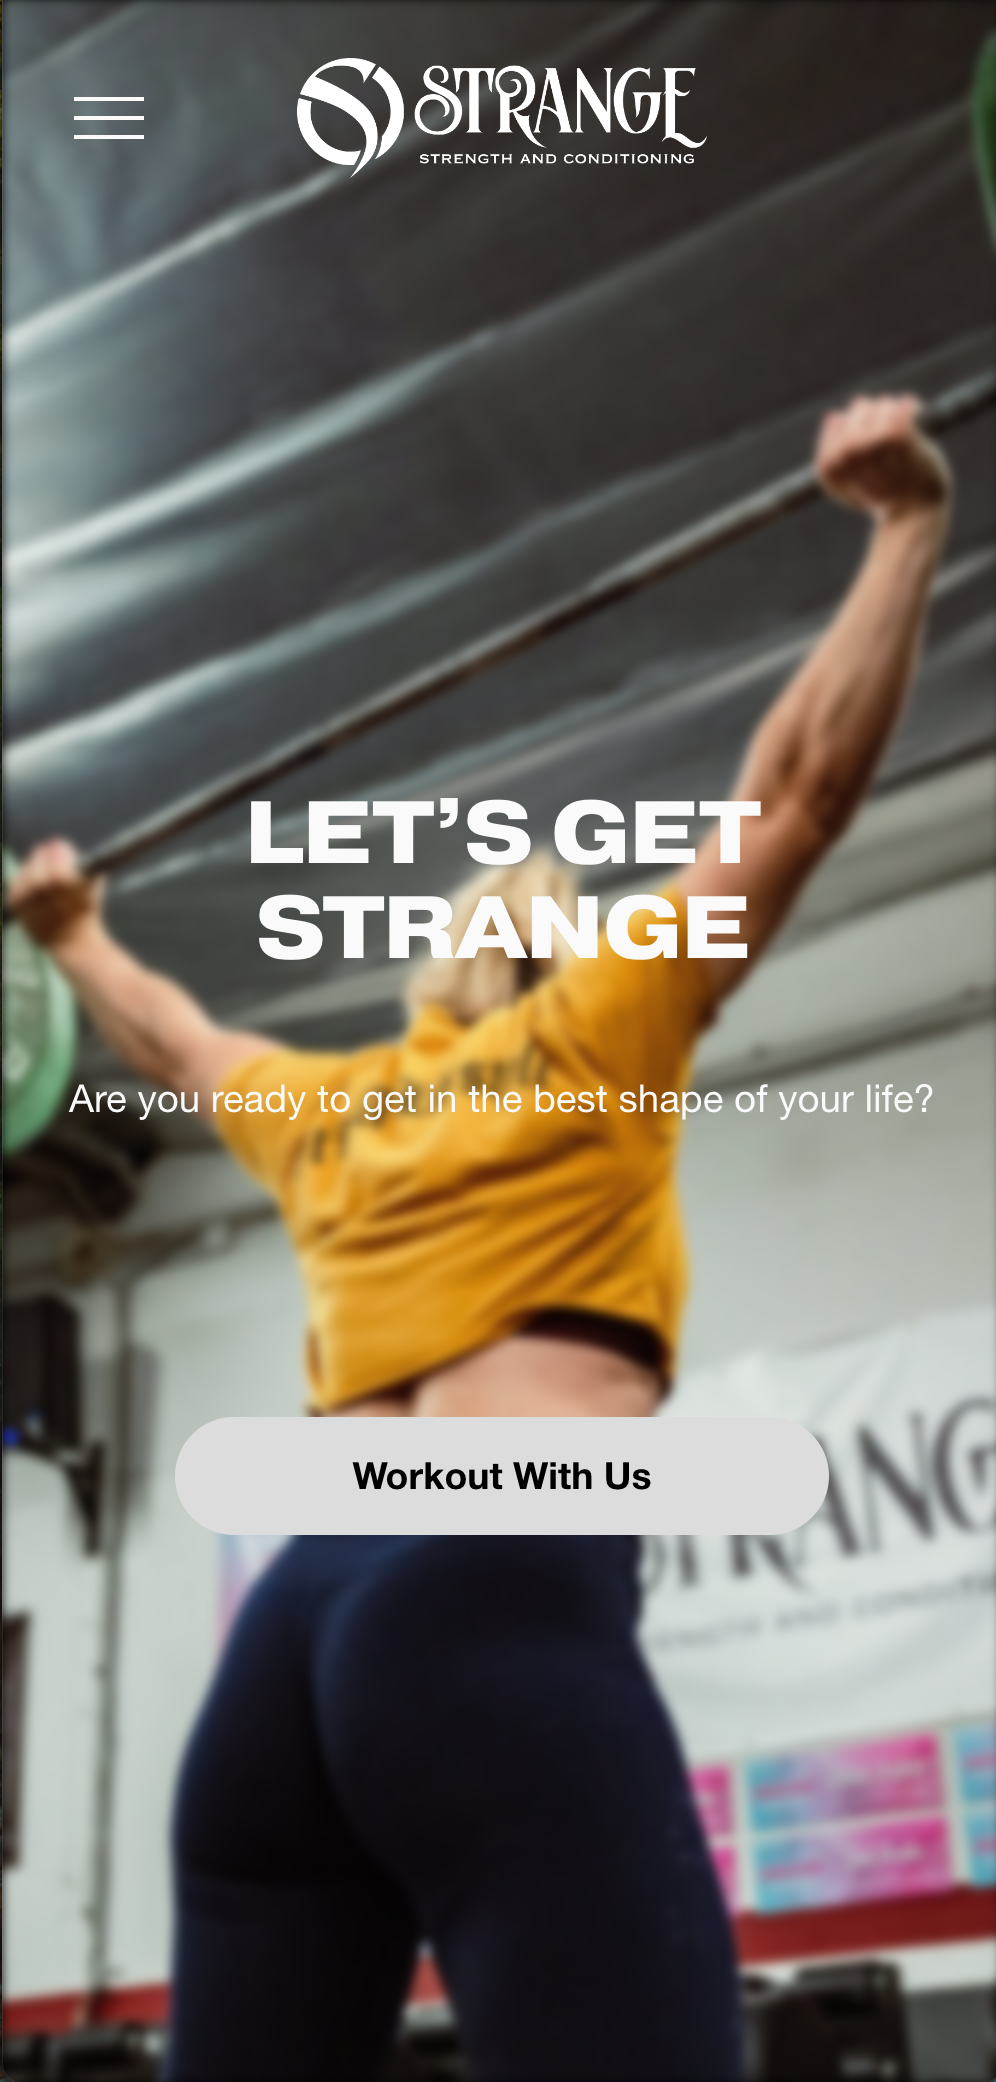 STRANGE
STRENGTH AND CONDITIONING
LET’S GET
STRANGE
Are you ready to get in the best shape of your life?
Workout With Us